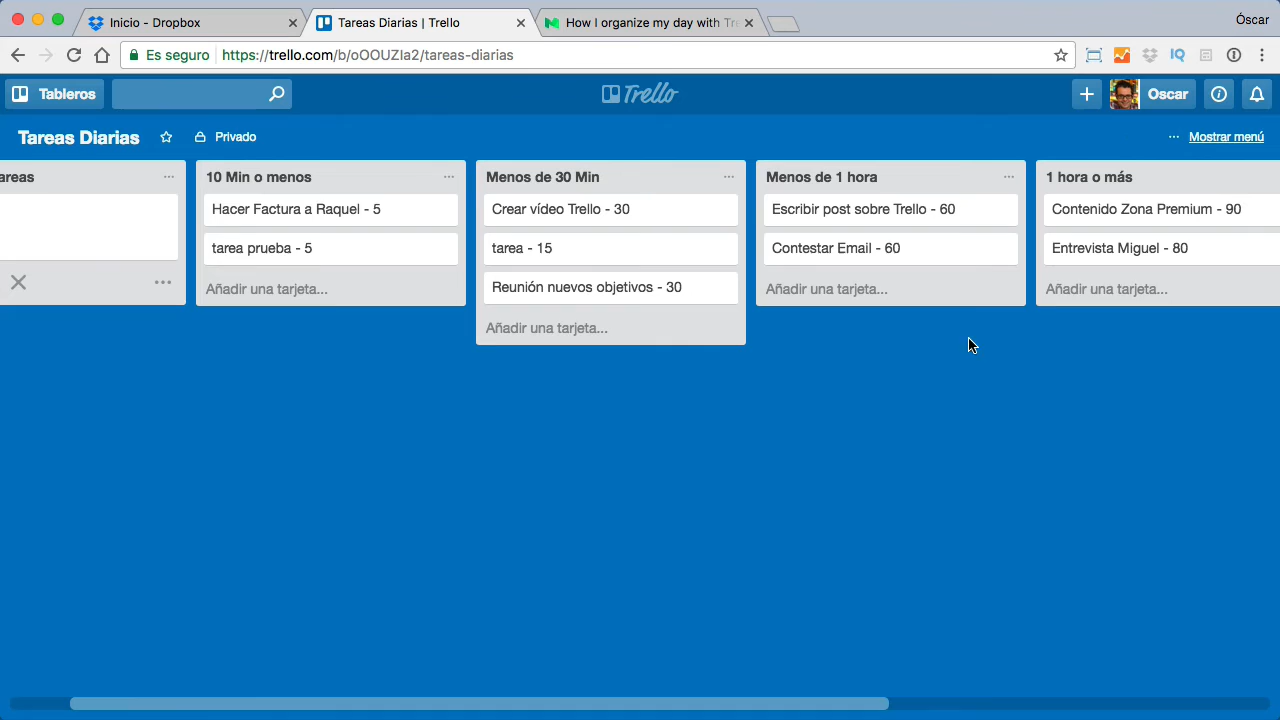 Inicio - Dropbox
Tareas Diarias | Trello
How I organize my day with Tre
Óscar
Es seguro
https://trello.com/b/oOOUZIa2/tareas-diarias
Tableros
Trello
Oscar
Tareas Diarias
Privado
... Mostrar menú
areas
10 Min o menos
Hacer Factura a Raquel - 5
tarea prueba - 5
Añadir una tarjeta...
Menos de 30 Min
Crear vídeo Trello - 30
tarea - 15
Reunión nuevos objetivos - 30
Añadir una tarjeta...
Menos de 1 hora
Escribir post sobre Trello - 60
Contestar Email - 60
Añadir una tarjeta...
1 hora o más
Contenido Zona Premium - 90
Entrevista Miguel - 80
Añadir una tarjeta...